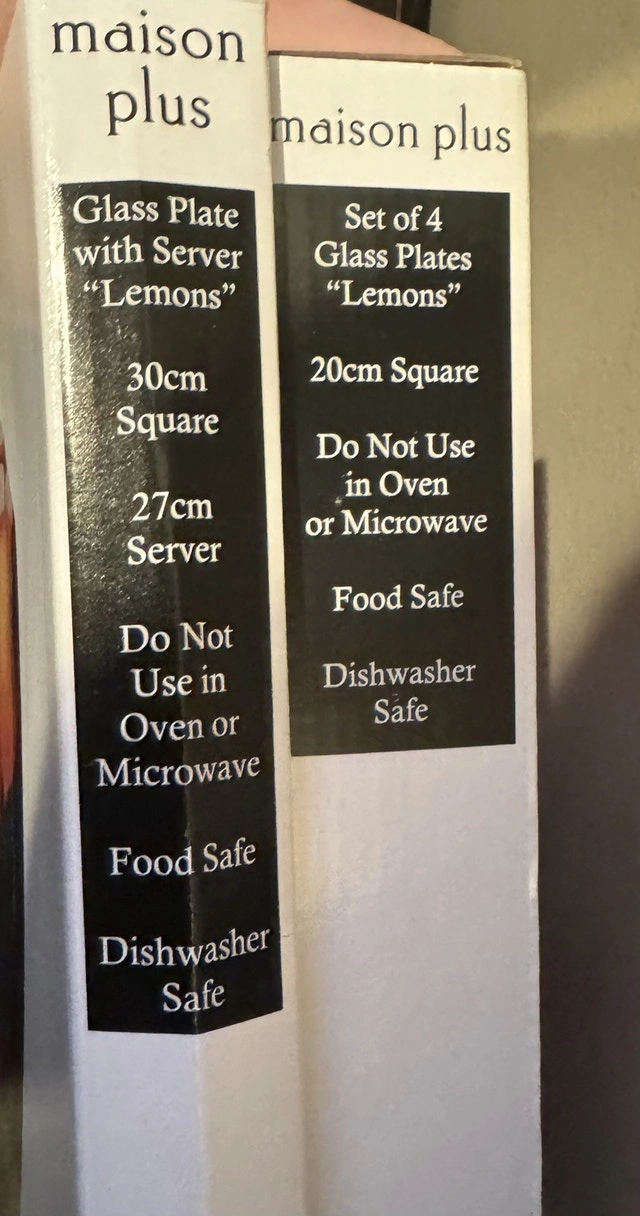 maison
plus
Glass Plate
with Server
“Lemons”
30cm
Square
27cm
Server
Do Not
Use in
Oven or
Microwave
Food Safe
Dishwasher
Safe
maison plus
Set of 4
Glass Plates
“Lemons”
20cm Square
Do Not Use
in Oven
or Microwave
Food Safe
Dishwasher
Safe